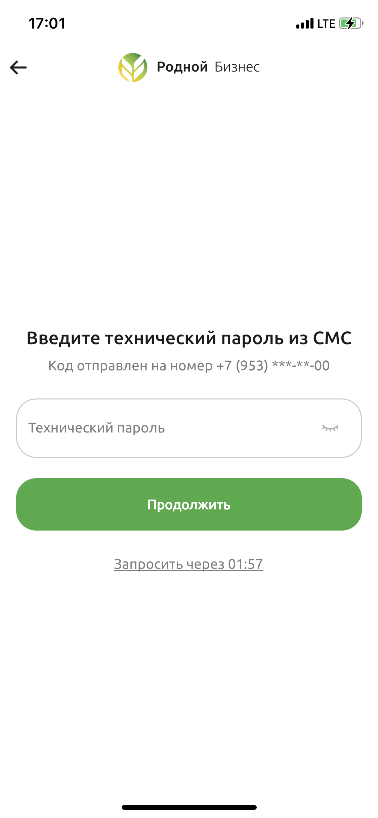 17:01
LTE
Родной Бизнес
Введите технический пароль из СМС
Код отправлен на номер +7 (953) ***-**-00
Технический пароль
Продолжить
Запросить через 01:57